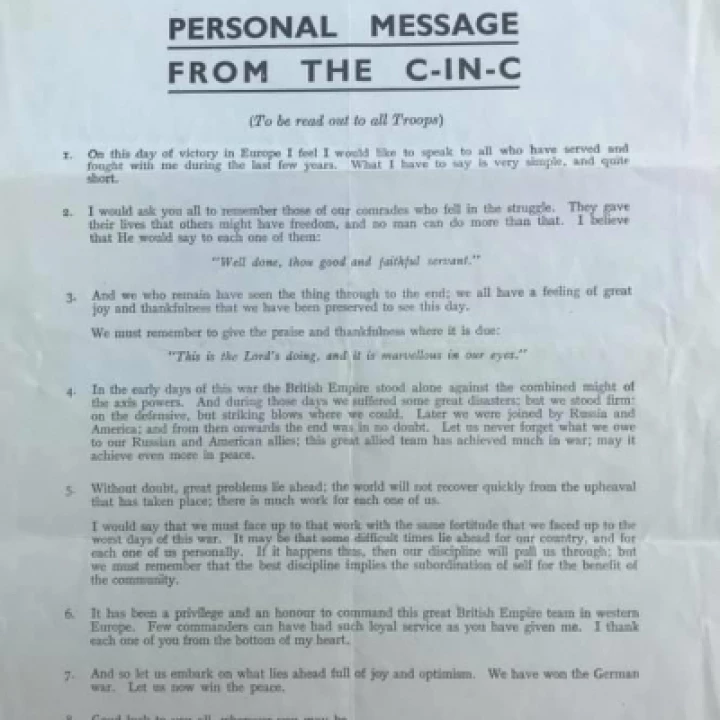 PERSONAL MESSAGE
FROM THE C-IN-C
(To be read out to all Troops)
1. On this day of victory in Europe I feel I would like to speak to all who have served and
fought with me during the last few years. What I have to say is very simple, and quite
short.
2. I would ask you all to remember those of our comrades who fell in the struggle. They gave
their lives that others might have freedom, and no man can do more than that. I believe
that He would say to each one of them:
"Well done, thou good and faithful servant."
3. And we who remain have seen the thing through to the end; we all have a feeling of great
joy and thankfulness that we have been preserved to see this day.
We must remember to give the praise and thankfulness where it is due:
"This is the Lord's doing, and it is marvellous in our eyes."
4. In the early days of this war the British Empire stood alone against the combined might of
the axis powers. And during those days we suffered some great disasters; but we stood firm:
on the defensive, but striking blows where we could. Later we were joined by Russia and
America; and from then onwards the end was in no doubt. Let us never forget what we owe
to our Russian and American allies; this great allied team has achieved much in war; may it
achieve even more in peace.
5. Without doubt, great problems lie ahead; the world will not recover quickly from the upheaval
that has taken place; there is much work for each one of us.
I would say that we must face up to that work with the same fortitude that we faced up to the
worst days of this war. It may be that some difficult times lie ahead for our country, and for
each one of us personally. If it happens thus, then our discipline will pull us through; but
we must remember that the best discipline implies the subordination of self for the benefit of
the community.
6. It has been a privilege and an honour to command this great British Empire team in western
Europe. Few commanders can have had such loyal service as you have given me. I thank
each one of you from the bottom of my heart.
7. And so let us embark on what lies ahead full of joy and optimism. We have won the German
war. Let us now win the peace.
8. Good luck to you all, wherever you may be.